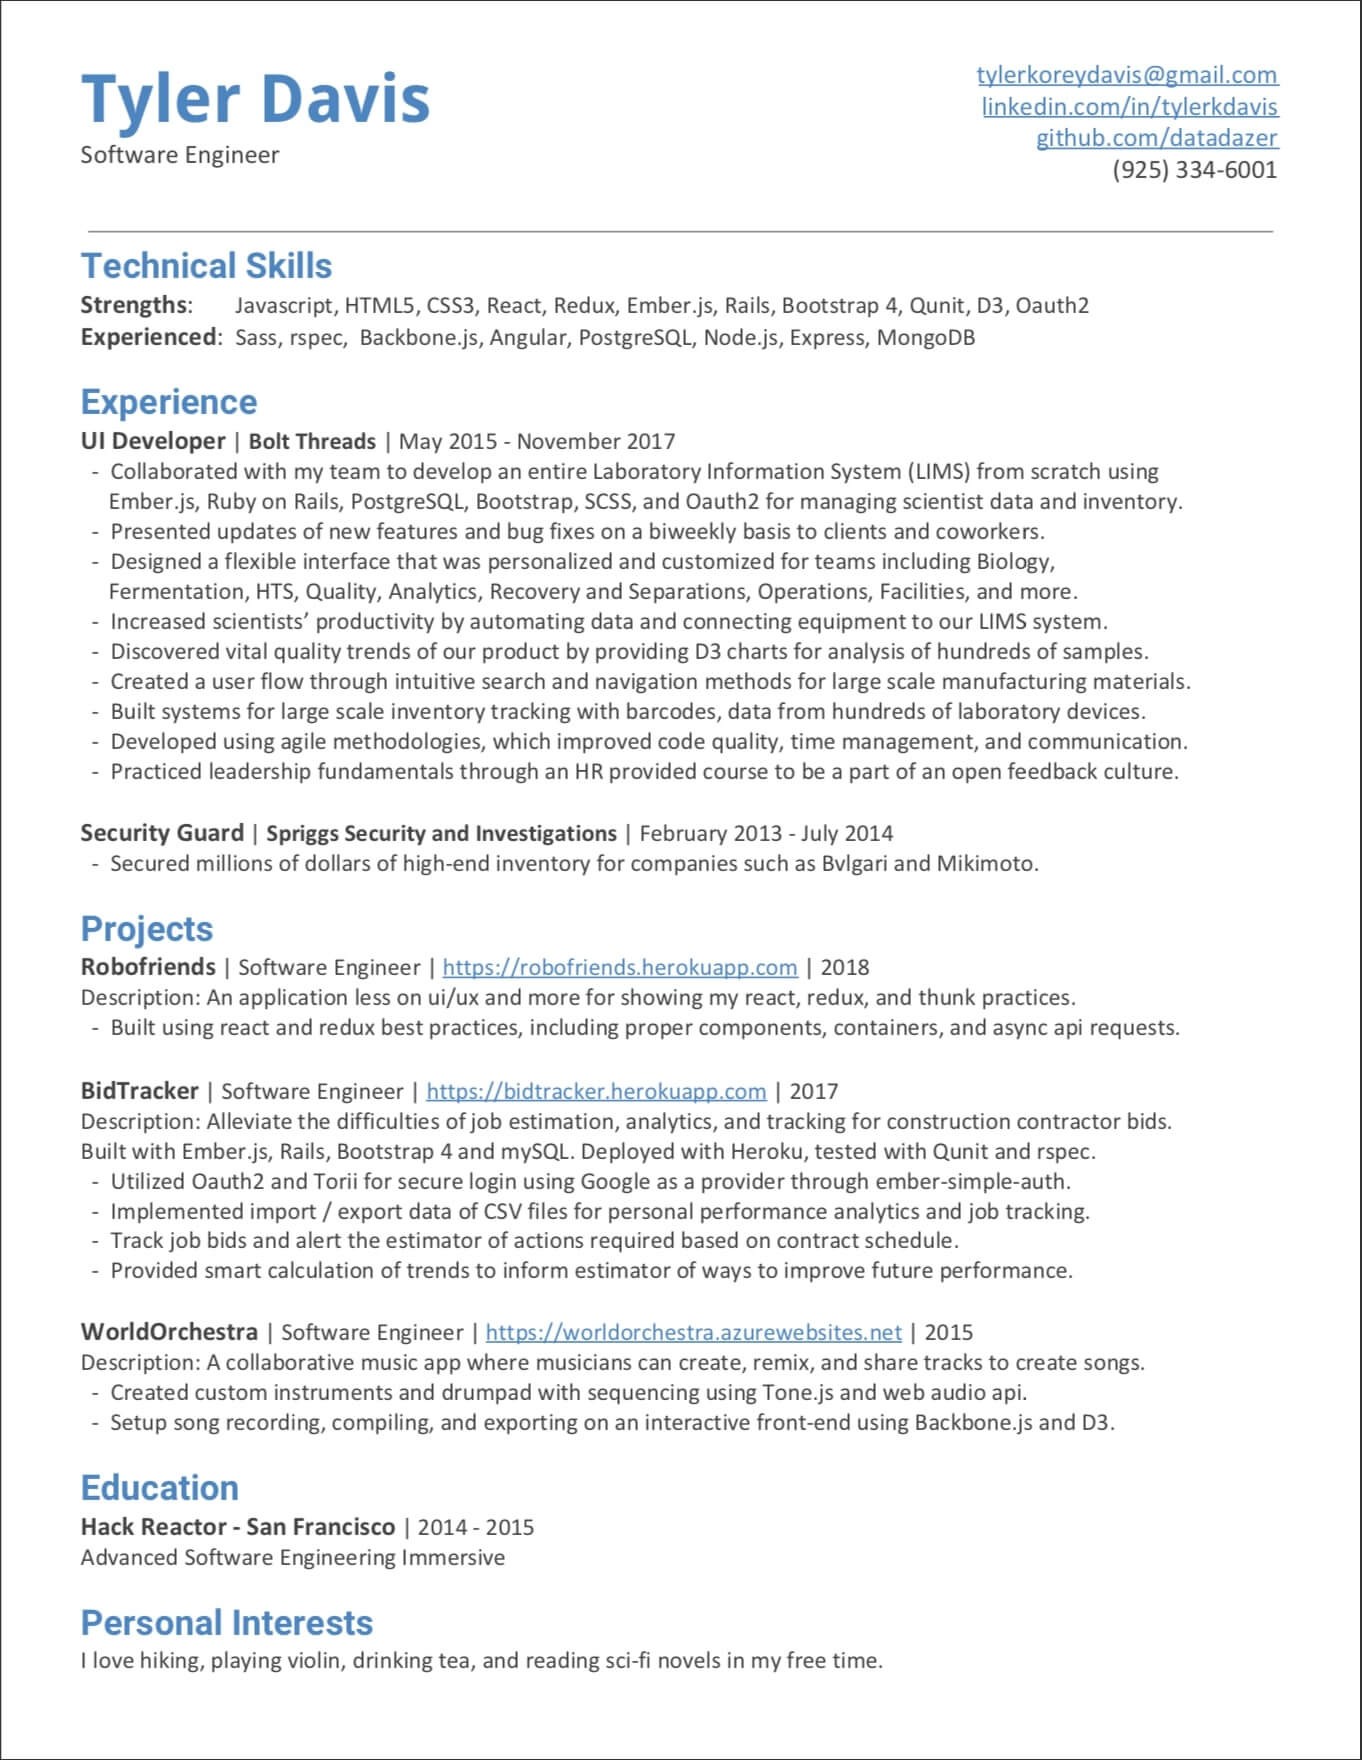 Tyler Davis
Software Engineer
tylerkoreydavis@gmail.com
linkedin.com/in/tylerkdavis
github.com/datadazer
(925) 334-6001
Technical Skills
Strengths: Javascript, HTML5, CSS3, React, Redux, Ember.js, Rails, Bootstrap 4, Qunit, D3, Oauth2
Experienced: Sass, rspec, Backbone.js, Angular, PostgreSQL, Node.js, Express, MongoDB
Experience
UI Developer | Bolt Threads | May 2015 - November 2017
- Collaborated with my team to develop an entire Laboratory Information System (LIMS) from scratch using
Ember.js, Ruby on Rails, PostgreSQL, Bootstrap, SCSS, and Oauth2 for managing scientist data and inventory.
- Presented updates of new features and bug fixes on a biweekly basis to clients and coworkers.
- Designed a flexible interface that was personalized and customized for teams including Biology,
Fermentation, HTS, Quality, Analytics, Recovery and Separations, Operations, Facilities, and more.
- Increased scientists’ productivity by automating data and connecting equipment to our LIMS system.
- Discovered vital quality trends of our product by providing D3 charts for analysis of hundreds of samples.
- Created a user flow through intuitive search and navigation methods for large scale manufacturing materials.
- Built systems for large scale inventory tracking with barcodes, data from hundreds of laboratory devices.
- Developed using agile methodologies, which improved code quality, time management, and communication.
- Practiced leadership fundamentals through an HR provided course to be a part of an open feedback culture.
Security Guard | Spriggs Security and Investigations | February 2013 - July 2014
- Secured millions of dollars of high-end inventory for companies such as Bvlgari and Mikimoto.
Projects
Robofriends | Software Engineer | https://robofriends.herokuapp.com | 2018
Description: An application less on ui/ux and more for showing my react, redux, and thunk practices.
- Built using react and redux best practices, including proper components, containers, and async api requests.
BidTracker | Software Engineer | https://bidtracker.herokuapp.com | 2017
Description: Alleviate the difficulties of job estimation, analytics, and tracking for construction contractor bids.
Built with Ember.js, Rails, Bootstrap 4 and mySQL. Deployed with Heroku, tested with Qunit and rspec.
- Utilized Oauth2 and Torii for secure login using Google as a provider through ember-simple-auth.
- Implemented import / export data of CSV files for personal performance analytics and job tracking.
- Track job bids and alert the estimator of actions required based on contract schedule.
- Provided smart calculation of trends to inform estimator of ways to improve future performance.
WorldOrchestra | Software Engineer | https://worldorchestra.azurewebsites.net | 2015
Description: A collaborative music app where musicians can create, remix, and share tracks to create songs.
- Created custom instruments and drumpad with sequencing using Tone.js and web audio api.
- Setup song recording, compiling, and exporting on an interactive front-end using Backbone.js and D3.
Education
Hack Reactor - San Francisco | 2014 - 2015
Advanced Software Engineering Immersive
Personal Interests
I love hiking, playing violin, drinking tea, and reading sci-fi novels in my free time.